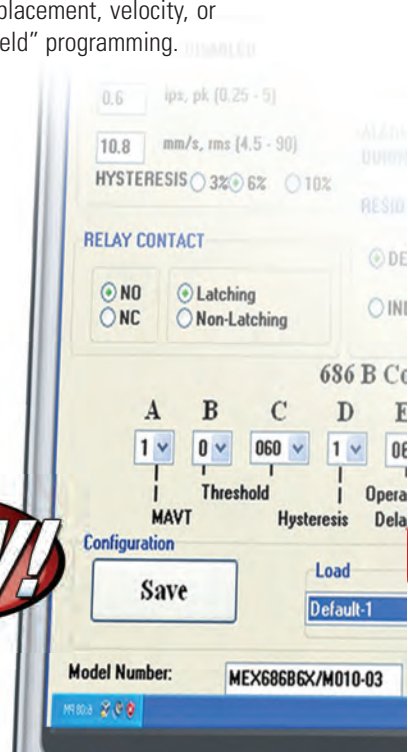 placement, velocity, or
eld” programming.
DISABLED
0.6 ips, pk (0.25 - 5)
10.8 mm/s, rms (4.5 - 90)
HYSTERESIS 3% 6% 10%
RELAY CONTACT
NO Latching
NC Non-Latching
686 B Co
A B C D E
1 0 060 1 06
Threshold Opera
MAVT Hysteresis Dela
Configuration
Save
Load
Default-1
Model Number: MEX686B6X/M010-03